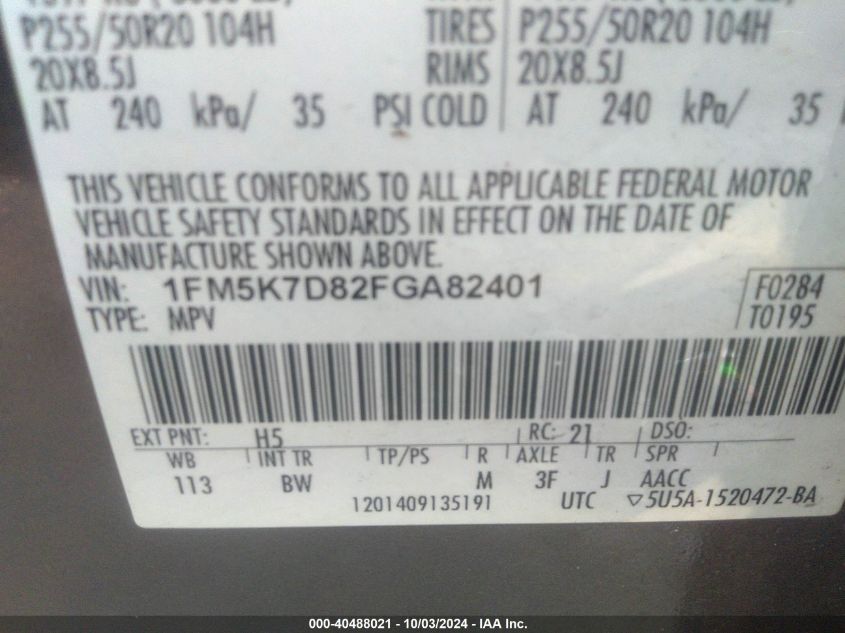 P255/50R20 104H TIRES P255/50R20 104H
20X8.5J RIMS 20X8.5J
AT 240 kPa/ 35 PSI COLD AT 240 kPa/ 35
THIS VEHICLE CONFORMS TO ALL APPLICABLE FEDERAL MOTOR
VEHICLE SAFETY STANDARDS IN EFFECT ON THE DATE OF
MANUFACTURE SHOWN ABOVE.
VIN: 1FM5K7D82FGA82401 F0284
TYPE: MPV T0195
EXT PNT: H5 RC: 21 DSO:
WB INT TR TP/PS R AXLE TR SPR
113 BW M 3F J AACC
1201409135191 UTC ▽5U5A-1520472-BA
000-40488021 - 10/03/2024 - IAA Inc.